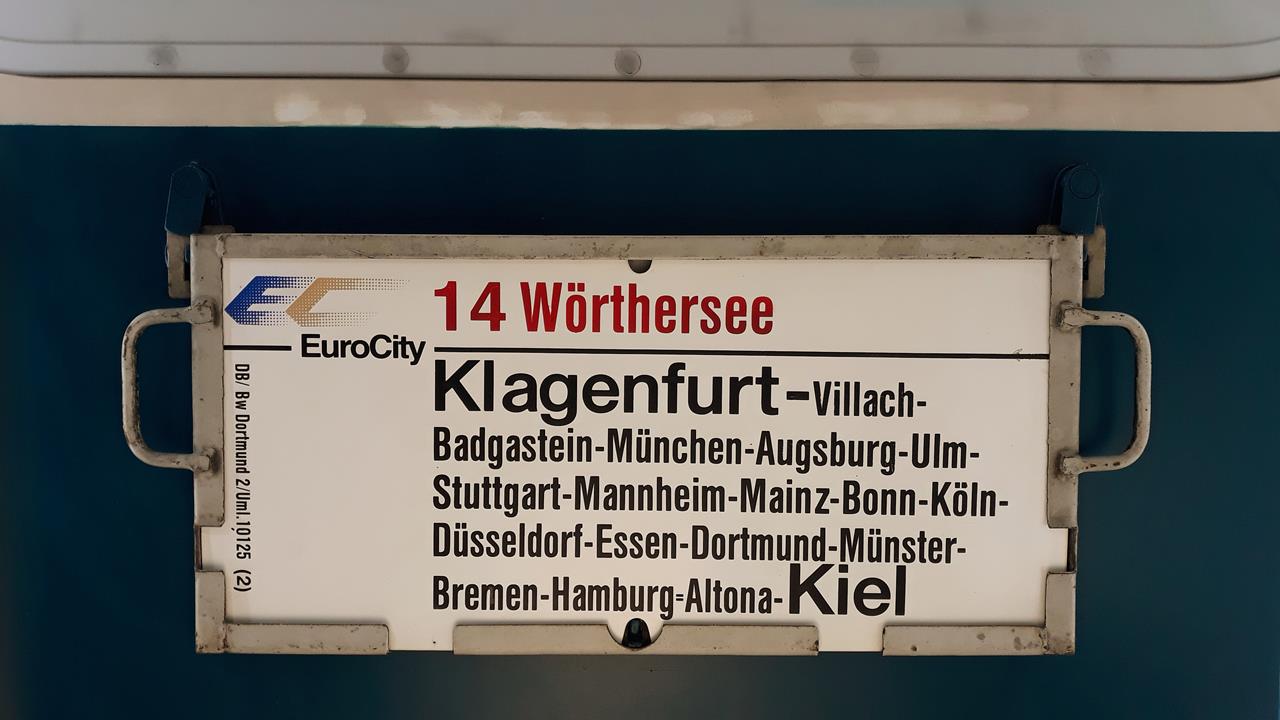 EC
EuroCity
14 Wörthersee
Klagenfurt-Villach-
Badgastein-München-Augsburg-Ulm-
Stuttgart-Mannheim-Mainz-Bonn-Köln-
Düsseldorf-Essen-Dortmund-Münster-
Bremen-Hamburg=Altona-Kiel
DB/ Bw Dortmund 2/Uml.10125 (2)